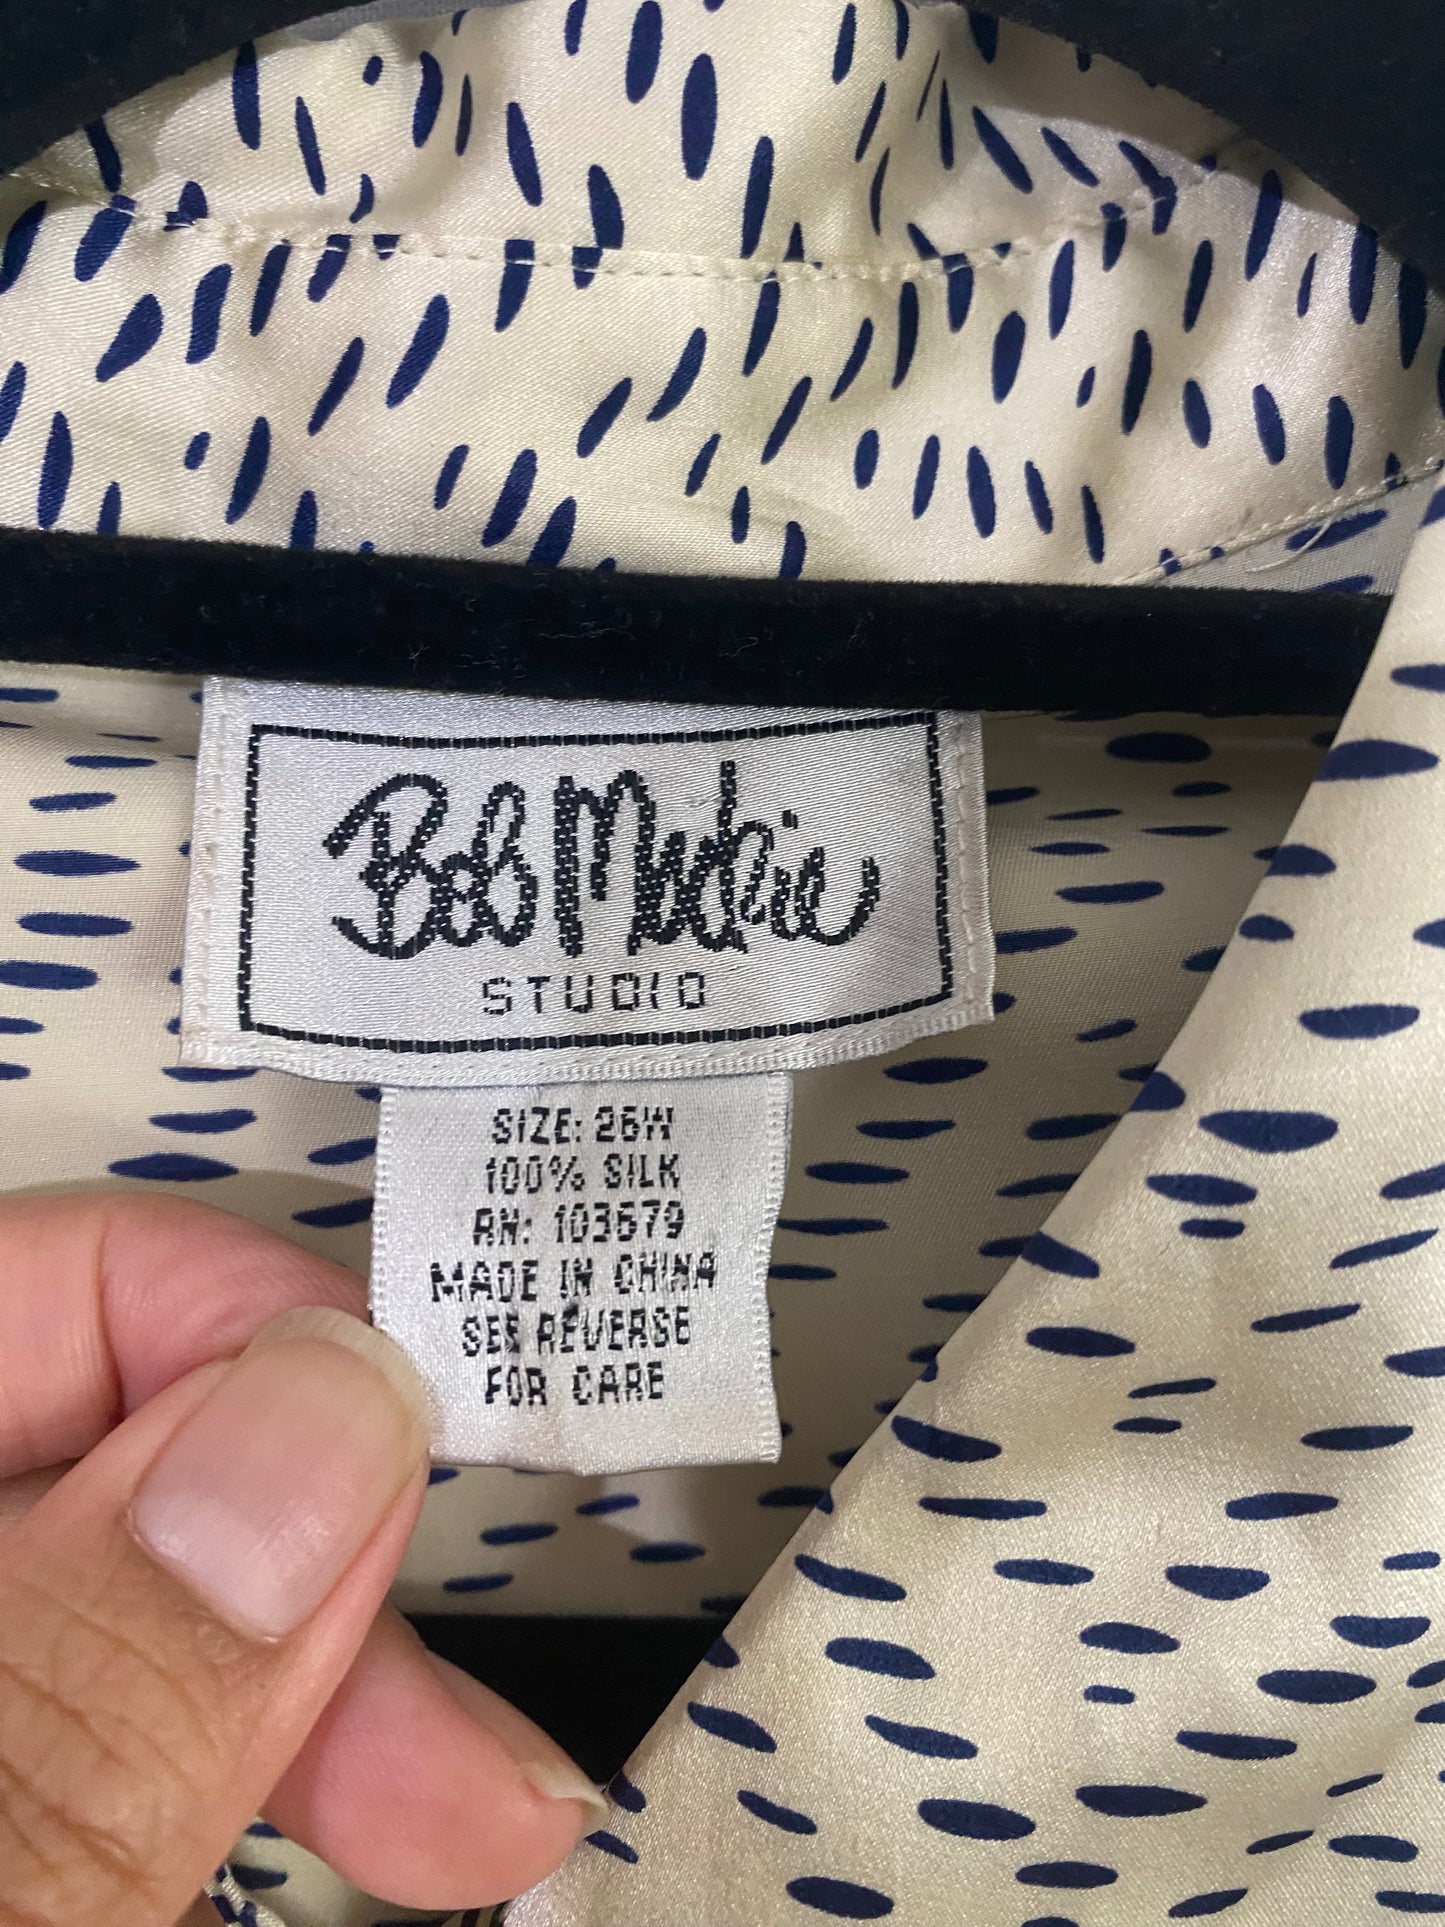 Bob Mackie
STUDIO
SIZE: 26W
100% SILK
RN: 103679
MADE IN CHINA
SEE REVERSE
FOR CARE